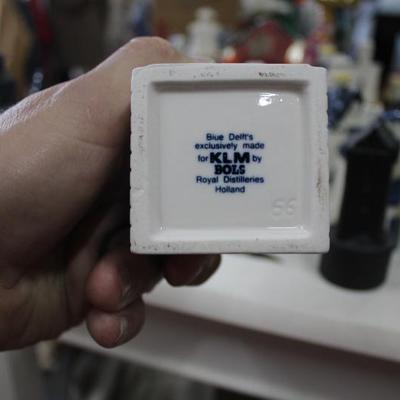 Blue Delft's
exclusively made
for KLM by
BOLS
Royal Distilleries
Holland
56